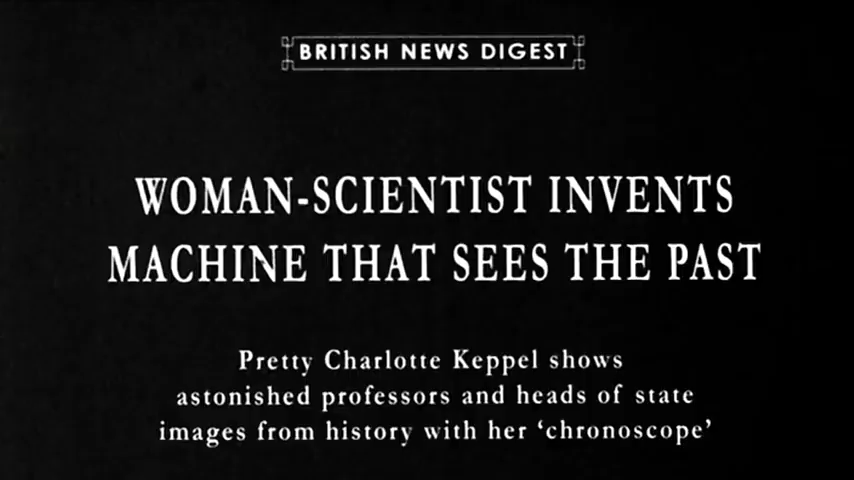 BRITISH NEWS DIGEST
WOMAN-SCIENTIST INVENTS
MACHINE THAT SEES THE PAST
Pretty Charlotte Keppel shows
astonished professors and heads of state
images from history with her ‘chronoscope’